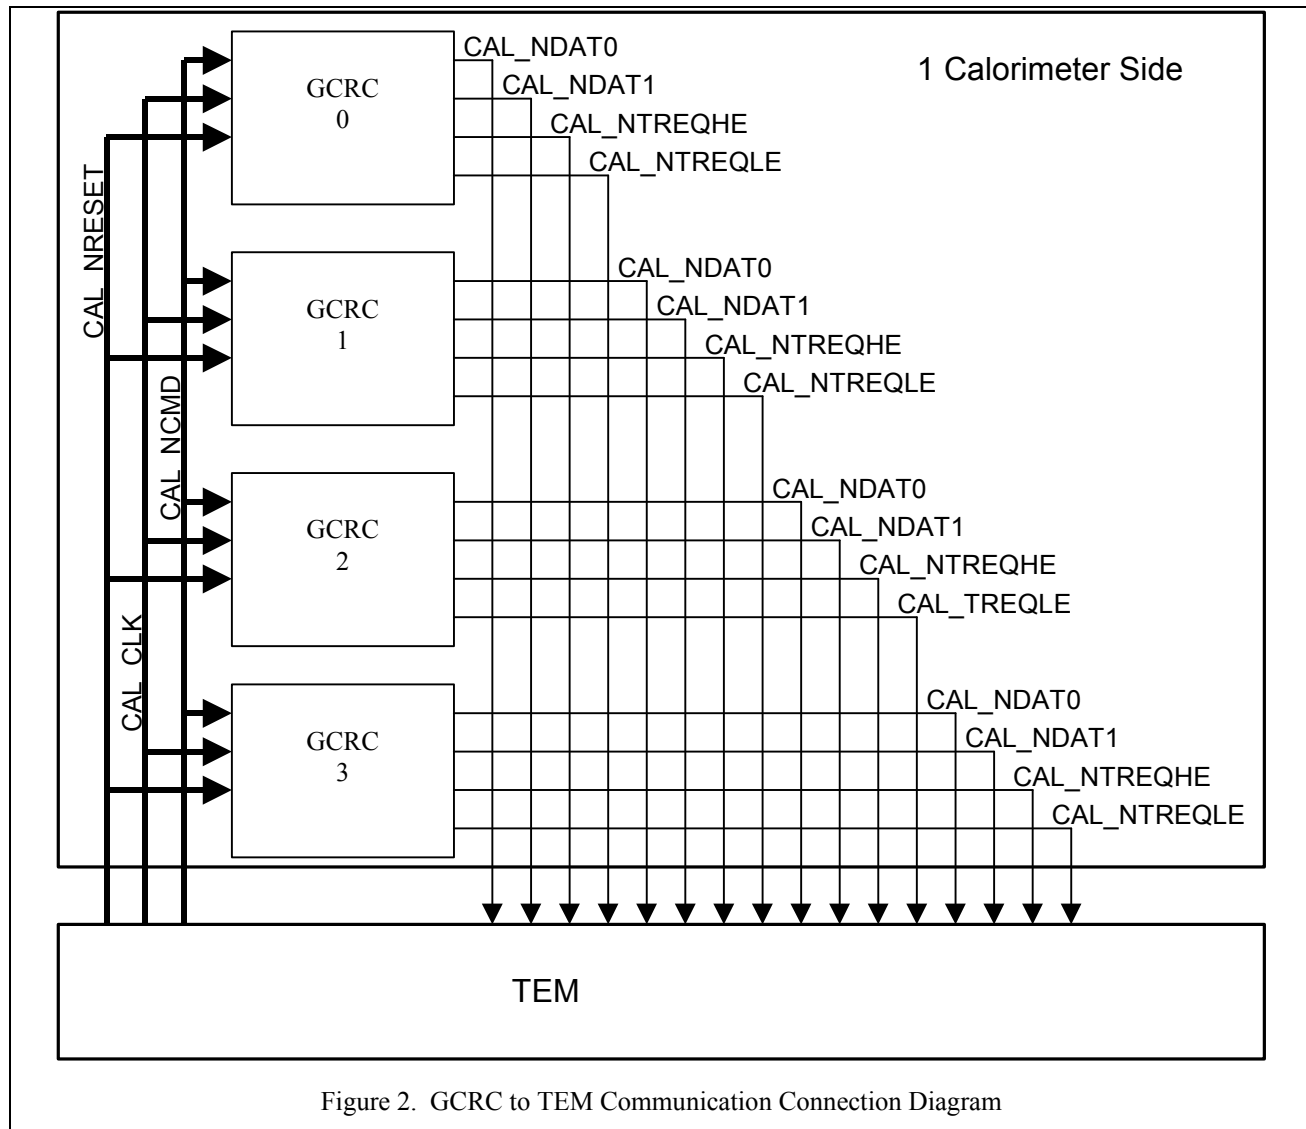 1 Calorimeter Side
GCRC
0
CAL_NDAT0
CAL_NDAT1
CAL_NTREQHE
CAL_NTREQLE
CAL_NRESET
GCRC
1
CAL_NDAT0
CAL_NDAT1
CAL_NTREQHE
CAL_NTREQLE
CAL_NCMD
GCRC
2
CAL_NDAT0
CAL_NDAT1
CAL_NTREQHE
CAL_TREQLE
CAL_CLK
GCRC
3
CAL_NDAT0
CAL_NDAT1
CAL_NTREQHE
CAL_NTREQLE
TEM
Figure 2. GCRC to TEM Communication Connection Diagram